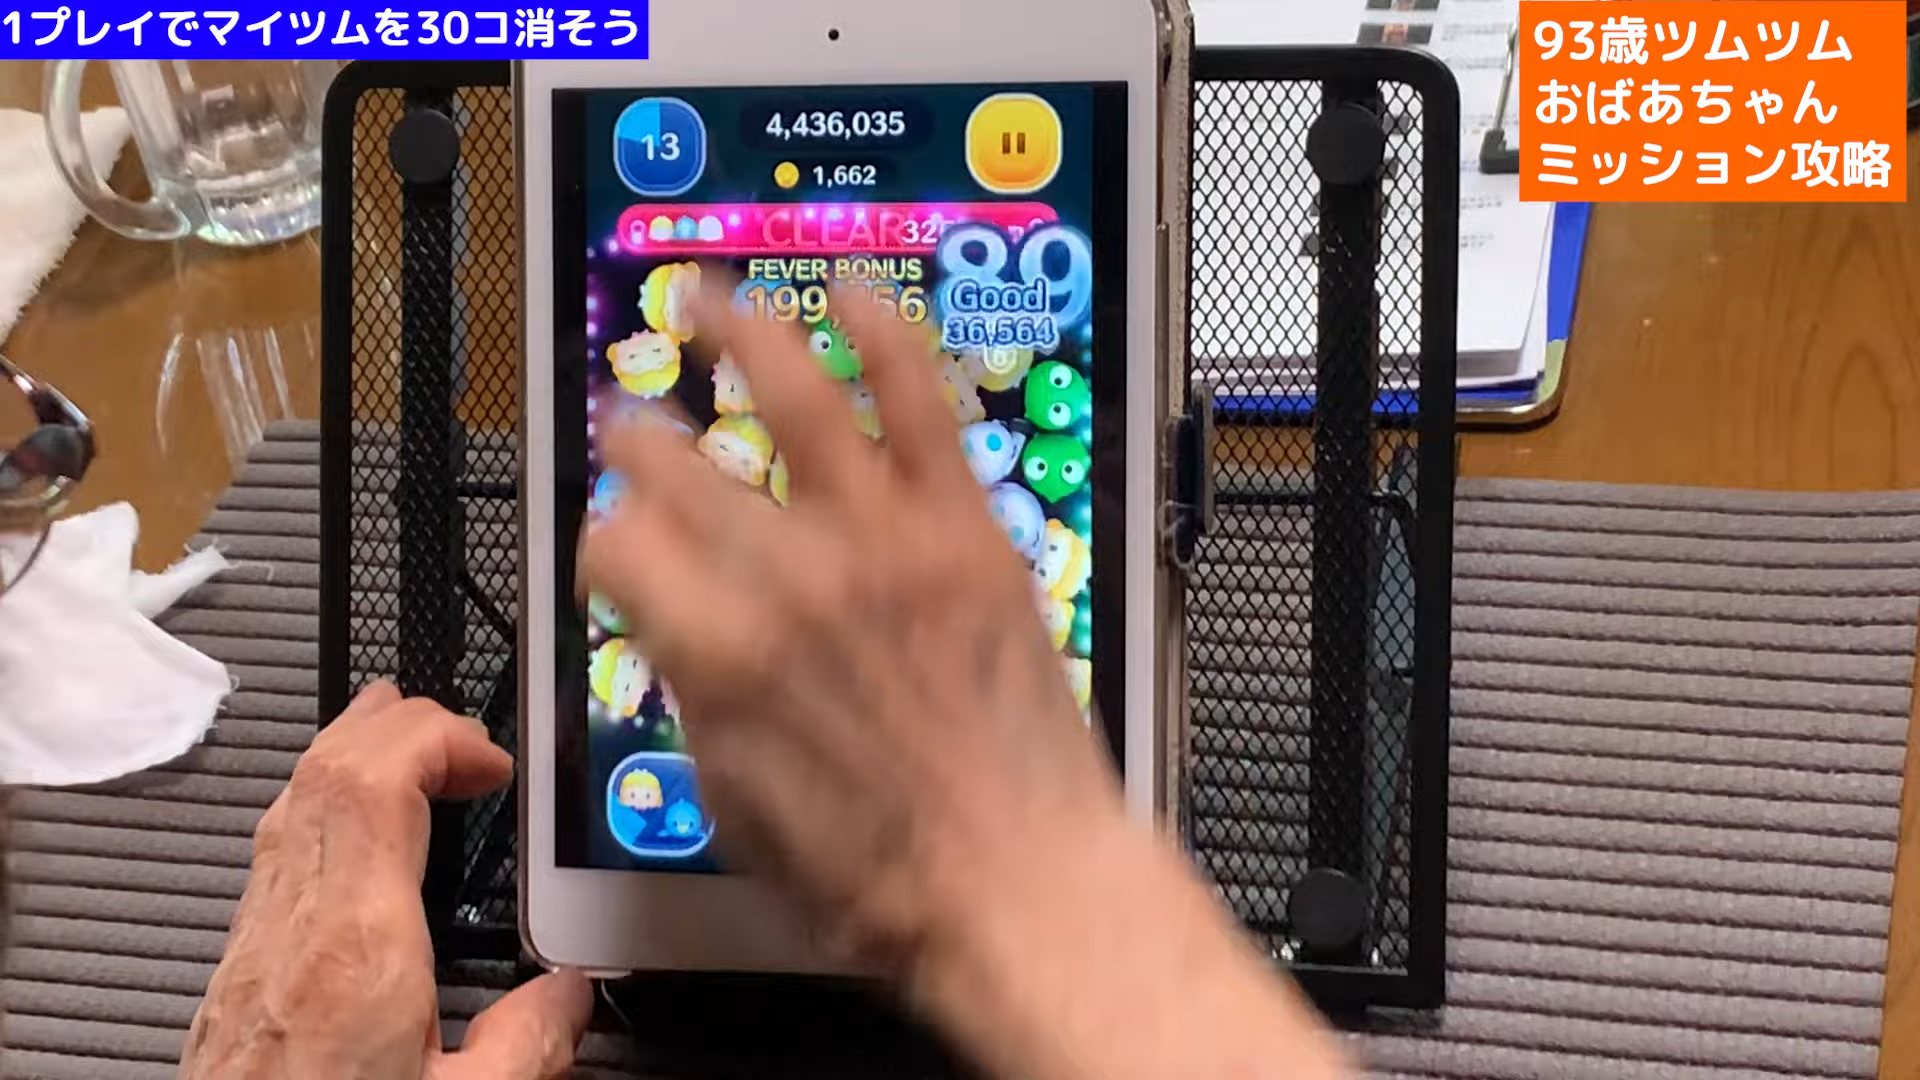 1プレイでマイツムを30コ消そう
93歳ツムツム
おばあちゃん
ミッション攻略
13
4,436,035
1,662
CLEAR
FEVER BONUS
89
Good
36,564